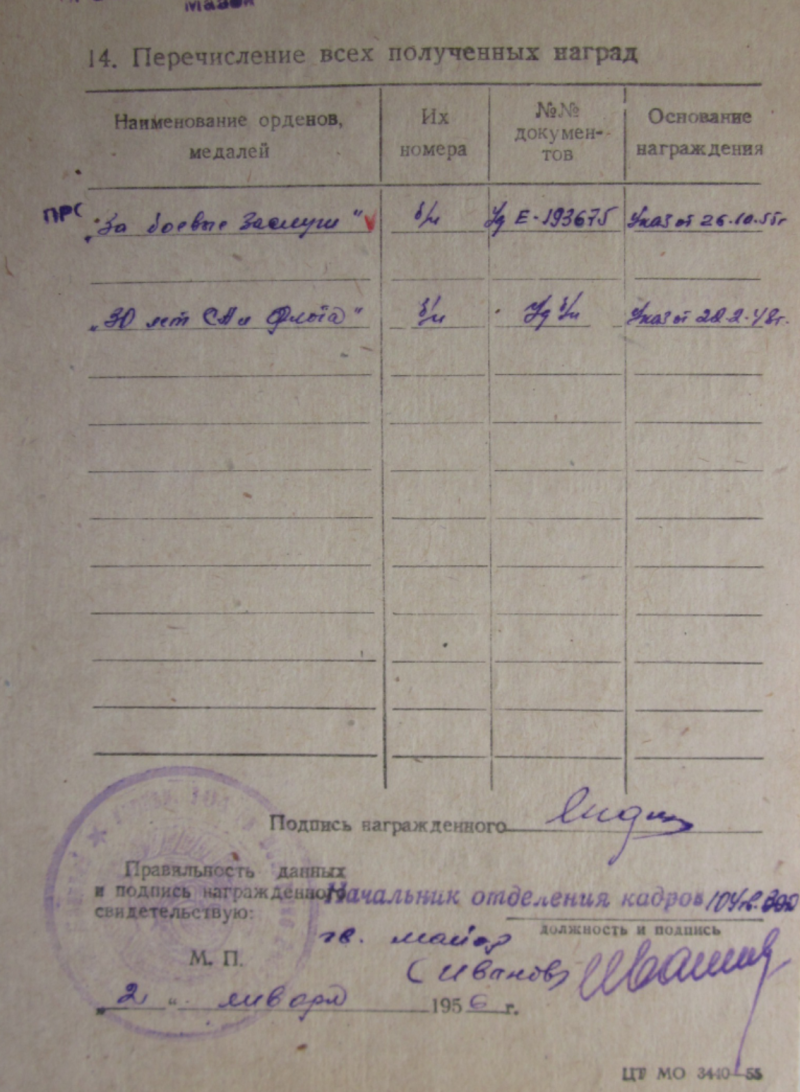 14. Перечисление всех полученных наград
Наименование орденов, медалей
Их номера
№№ документов
Основание награждения
ПРС „За боевые заслуги“ б/н Уд Е-193675 Указ от 26.10.55г
„30 лет СА и Флота“ б/н Уд б/н Указ от 22.2.48г.
Подпись награжденного
Правильность данных
и подпись награжденного Начальник отделения кадров 104 гв. ВДД
свидетельствую:
должность и подпись
гв. майор
М. П.
(Иванов)
„2“ января 1956 г.
ЦТ МО 3440—55